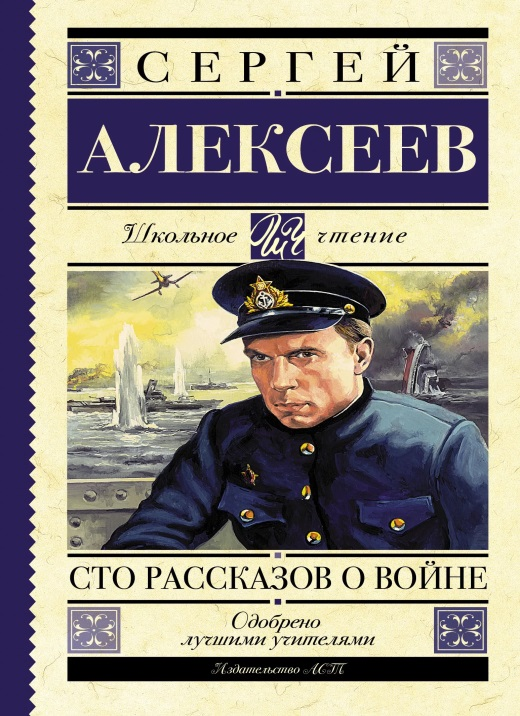 СЕРГЕЙ
АЛЕКСЕЕВ
Школьное ШЧ чтение
СТО РАССКАЗОВ О ВОЙНЕ
Одобрено
лучшими учителями
Издательство АСТ